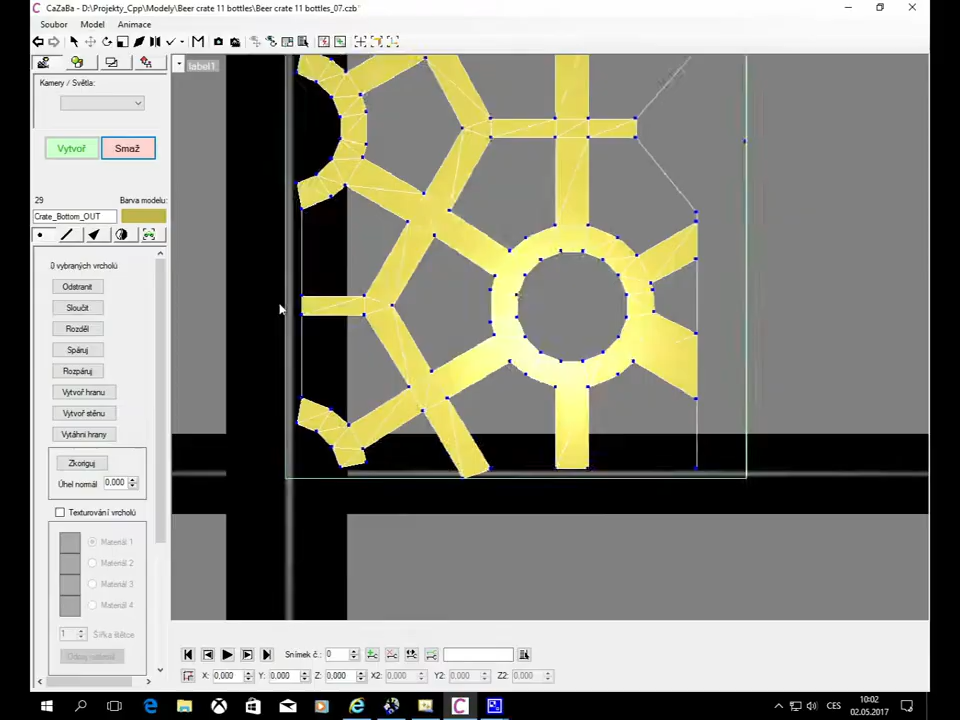 CaZaBa - D:\Projekty_Cpp\Modely\Beer crate 11 bottles\Beer crate 11 bottles_07.czb*
Soubor Model Animace
label1
Kamery / Světla:
Vytvoř Smaž
29 Barva modelu:
Crate_Bottom_OUT
0 vybraných vrcholů
Odstranit
Sloučit
Rozděl
Spáruj
Rozpáruj
Vytvoř hranu
Vytvoř stěnu
Vytáhni hrany
Zkoriguj
Úhel normál 0,000
Texturování vrcholů
Materiál 1
Materiál 2
Materiál 3
Materiál 4
1 Šířka štětce
Snímek č.: 0
X: 0,000 Y: 0,000 Z: 0,000 X2: 0,000 Y2: 0,000 Z2: 0,000
CES 10:02
02.05.2017